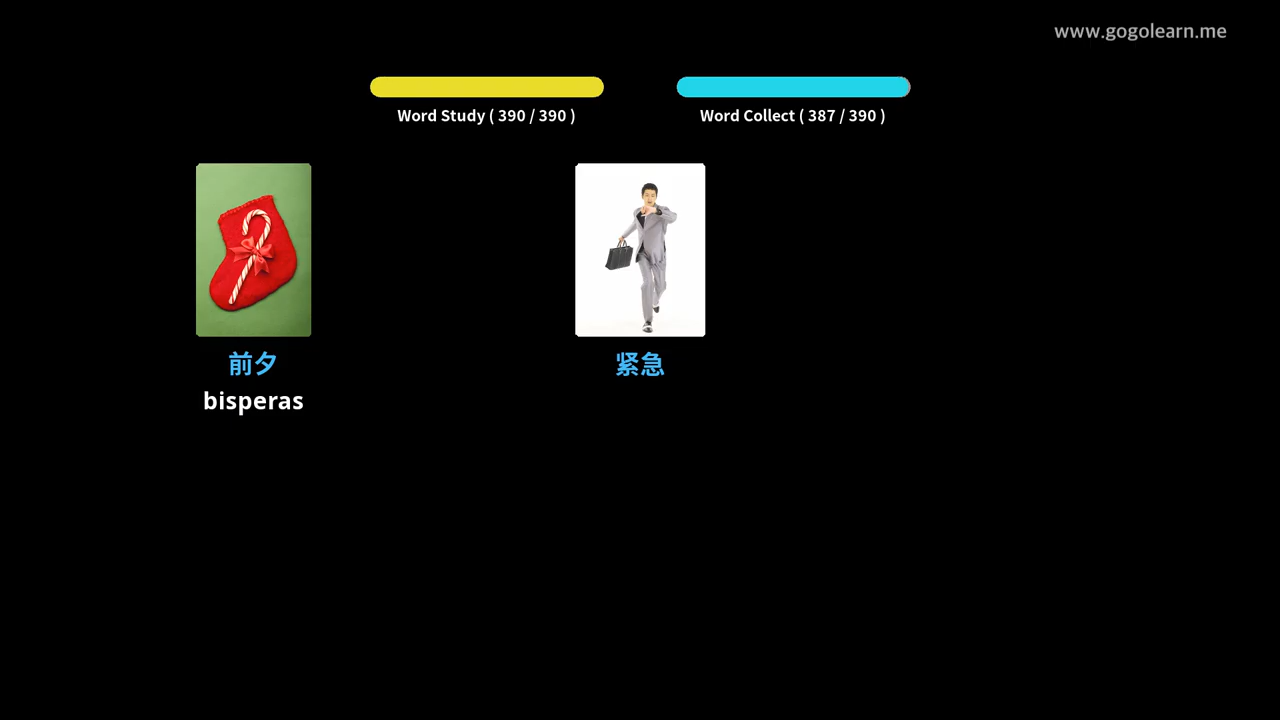 www.gogolearn.me
Word Study ( 390 / 390 )
Word Collect ( 387 / 390 )
前夕
bisperas
紧急